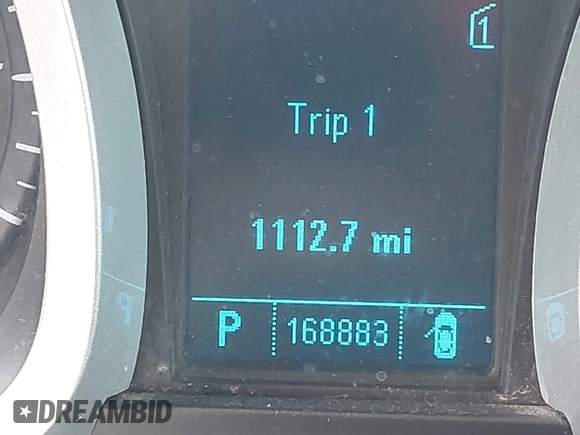 1
Trip 1
1112.7 mi
P 168883
DREAMBID